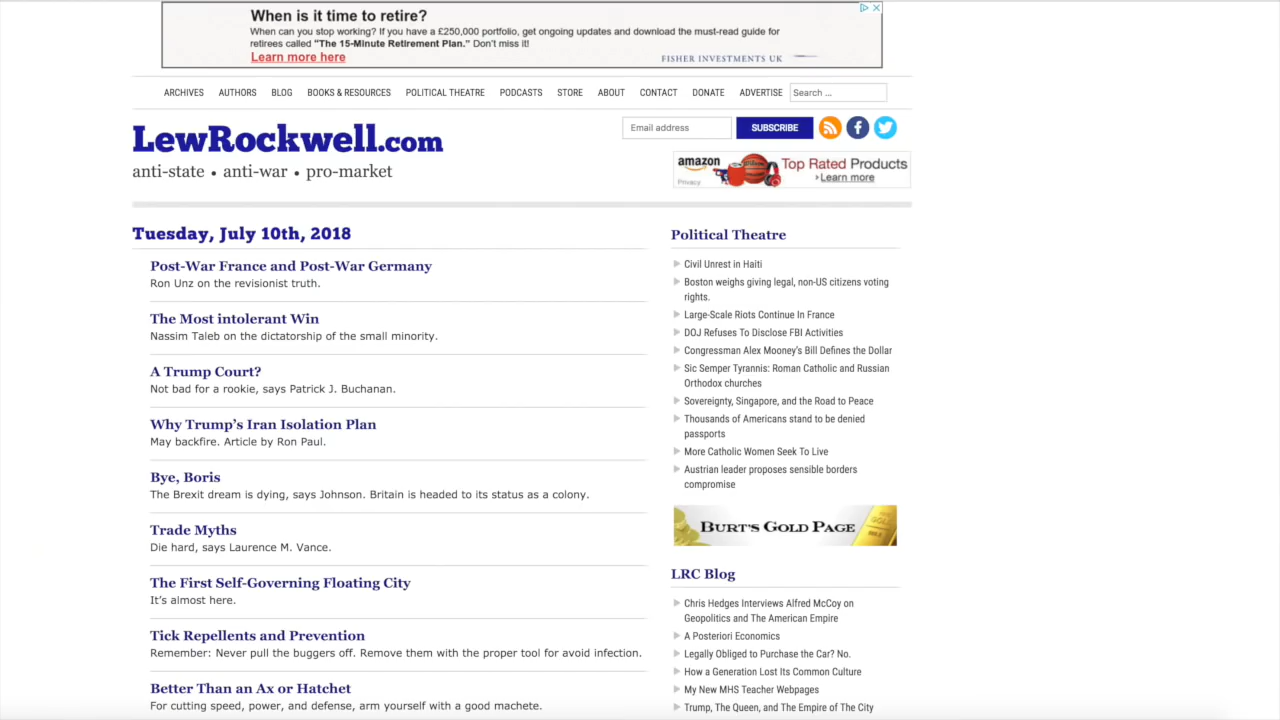 When is it time to retire?
When can you stop working? If you have a £250,000 portfolio, get ongoing updates and download the must-read guide for
retirees called "The 15-Minute Retirement Plan." Don't miss it!
Learn more here
FISHER INVESTMENTS UK
ARCHIVES AUTHORS BLOG BOOKS & RESOURCES POLITICAL THEATRE PODCASTS STORE ABOUT CONTACT DONATE ADVERTISE Search ...
LewRockwell.com
anti-state • anti-war • pro-market
Email address SUBSCRIBE
amazon Top Rated Products
Privacy Learn more
Tuesday, July 10th, 2018
Post-War France and Post-War Germany
Ron Unz on the revisionist truth.
The Most intolerant Win
Nassim Taleb on the dictatorship of the small minority.
A Trump Court?
Not bad for a rookie, says Patrick J. Buchanan.
Why Trump's Iran Isolation Plan
May backfire. Article by Ron Paul.
Bye, Boris
The Brexit dream is dying, says Johnson. Britain is headed to its status as a colony.
Trade Myths
Die hard, says Laurence M. Vance.
The First Self-Governing Floating City
It's almost here.
Tick Repellents and Prevention
Remember: Never pull the buggers off. Remove them with the proper tool for avoid infection.
Better Than an Ax or Hatchet
For cutting speed, power, and defense, arm yourself with a good machete.
Political Theatre
Civil Unrest in Haiti
Boston weighs giving legal, non-US citizens voting
rights.
Large-Scale Riots Continue In France
DOJ Refuses To Disclose FBI Activities
Congressman Alex Mooney's Bill Defines the Dollar
Sic Semper Tyrannis: Roman Catholic and Russian
Orthodox churches
Sovereignty, Singapore, and the Road to Peace
Thousands of Americans stand to be denied
passports
More Catholic Women Seek To Live
Austrian leader proposes sensible borders
compromise
BURT'S GOLD PAGE
LRC Blog
Chris Hedges Interviews Alfred McCoy on
Geopolitics and The American Empire
A Posteriori Economics
Legally Obliged to Purchase the Car? No.
How a Generation Lost Its Common Culture
My New MHS Teacher Webpages
Trump, The Queen, and The Empire of The City